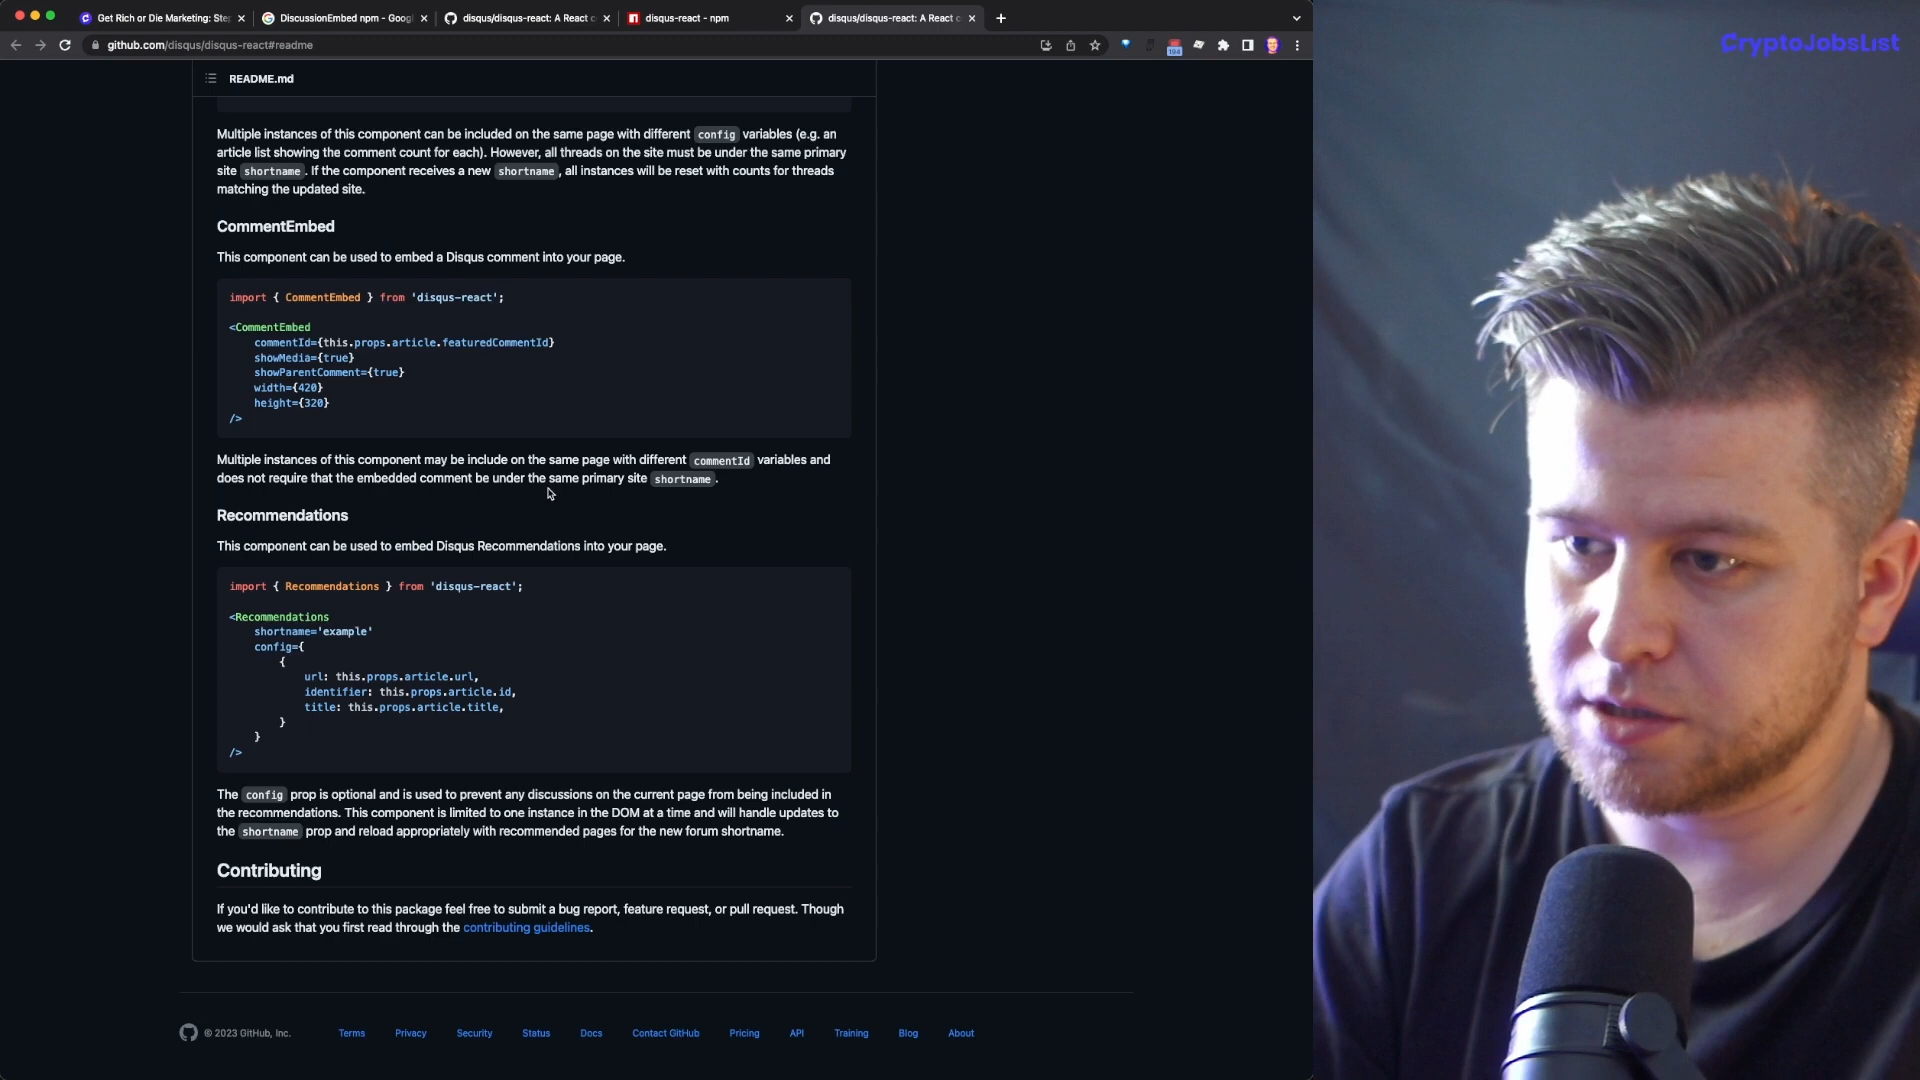 Get Rich or Die Marketing: Ste
DiscussionEmbed npm - Goog
disqus/disqus-react: A React c
disqus-react - npm
disqus/disqus-react: A React c
github.com/disqus/disqus-react#readme
194
CryptoJobsList
README.md
Multiple instances of this component can be included on the same page with different config variables (e.g. an
article list showing the comment count for each). However, all threads on the site must be under the same primary
site shortname. If the component receives a new shortname, all instances will be reset with counts for threads
matching the updated site.
CommentEmbed
This component can be used to embed a Disqus comment into your page.
import { CommentEmbed } from 'disqus-react';
<CommentEmbed
commentId={this.props.article.featuredCommentId}
showMedia={true}
showParentComment={true}
width={420}
height={320}
/>
Multiple instances of this component may be include on the same page with different commentId variables and
does not require that the embedded comment be under the same primary site shortname.
Recommendations
This component can be used to embed Disqus Recommendations into your page.
import { Recommendations } from 'disqus-react';
<Recommendations
shortname='example'
config={
{
url: this.props.article.url,
identifier: this.props.article.id,
title: this.props.article.title,
}
}
/>
The config prop is optional and is used to prevent any discussions on the current page from being included in
the recommendations. This component is limited to one instance in the DOM at a time and will handle updates to
the shortname prop and reload appropriately with recommended pages for the new forum shortname.
Contributing
If you'd like to contribute to this package feel free to submit a bug report, feature request, or pull request. Though
we would ask that you first read through the contributing guidelines.
© 2023 GitHub, Inc.
Terms
Privacy
Security
Status
Docs
Contact GitHub
Pricing
API
Training
Blog
About